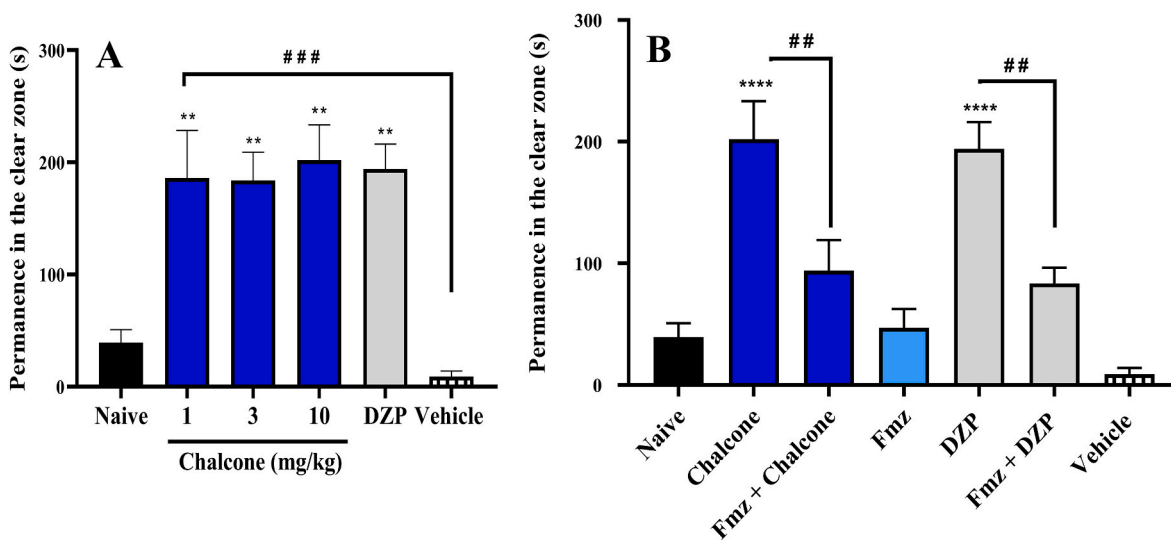 A
Permanence in the clear zone (s)
300
200
100
0
###
**
**
**
**
Naive
1
3
10
DZP
Vehicle
Chalcone (mg/kg)
B
Permanence in the clear zone (s)
300
200
100
0
##
##
****
****
Naive
Chalcone
Fmz + Chalcone
Fmz
DZP
Fmz + DZP
Vehicle